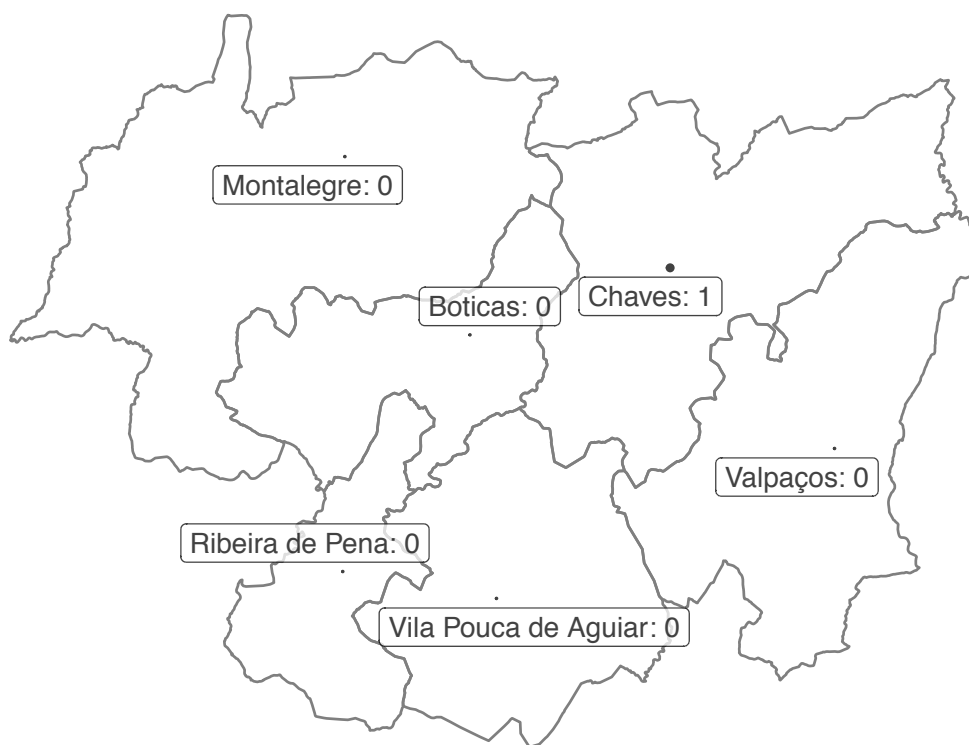 Montalegre: 0
Chaves: 1
Boticas: 0
Valpaços: 0
Ribeira de Pena: 0
Vila Pouca de Aguiar: 0